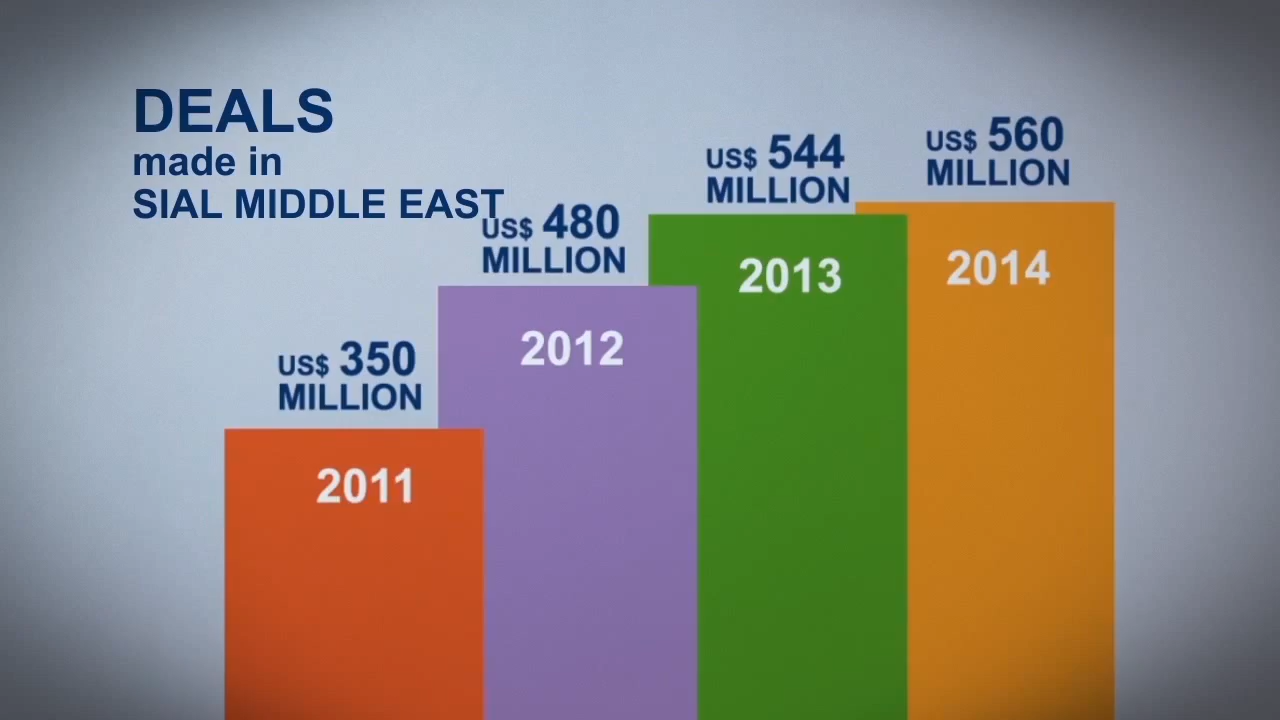 DEALS
made in
SIAL MIDDLE EAST
US$ 350
MILLION
2011
US$ 480
MILLION
2012
US$ 544
MILLION
2013
US$ 560
MILLION
2014